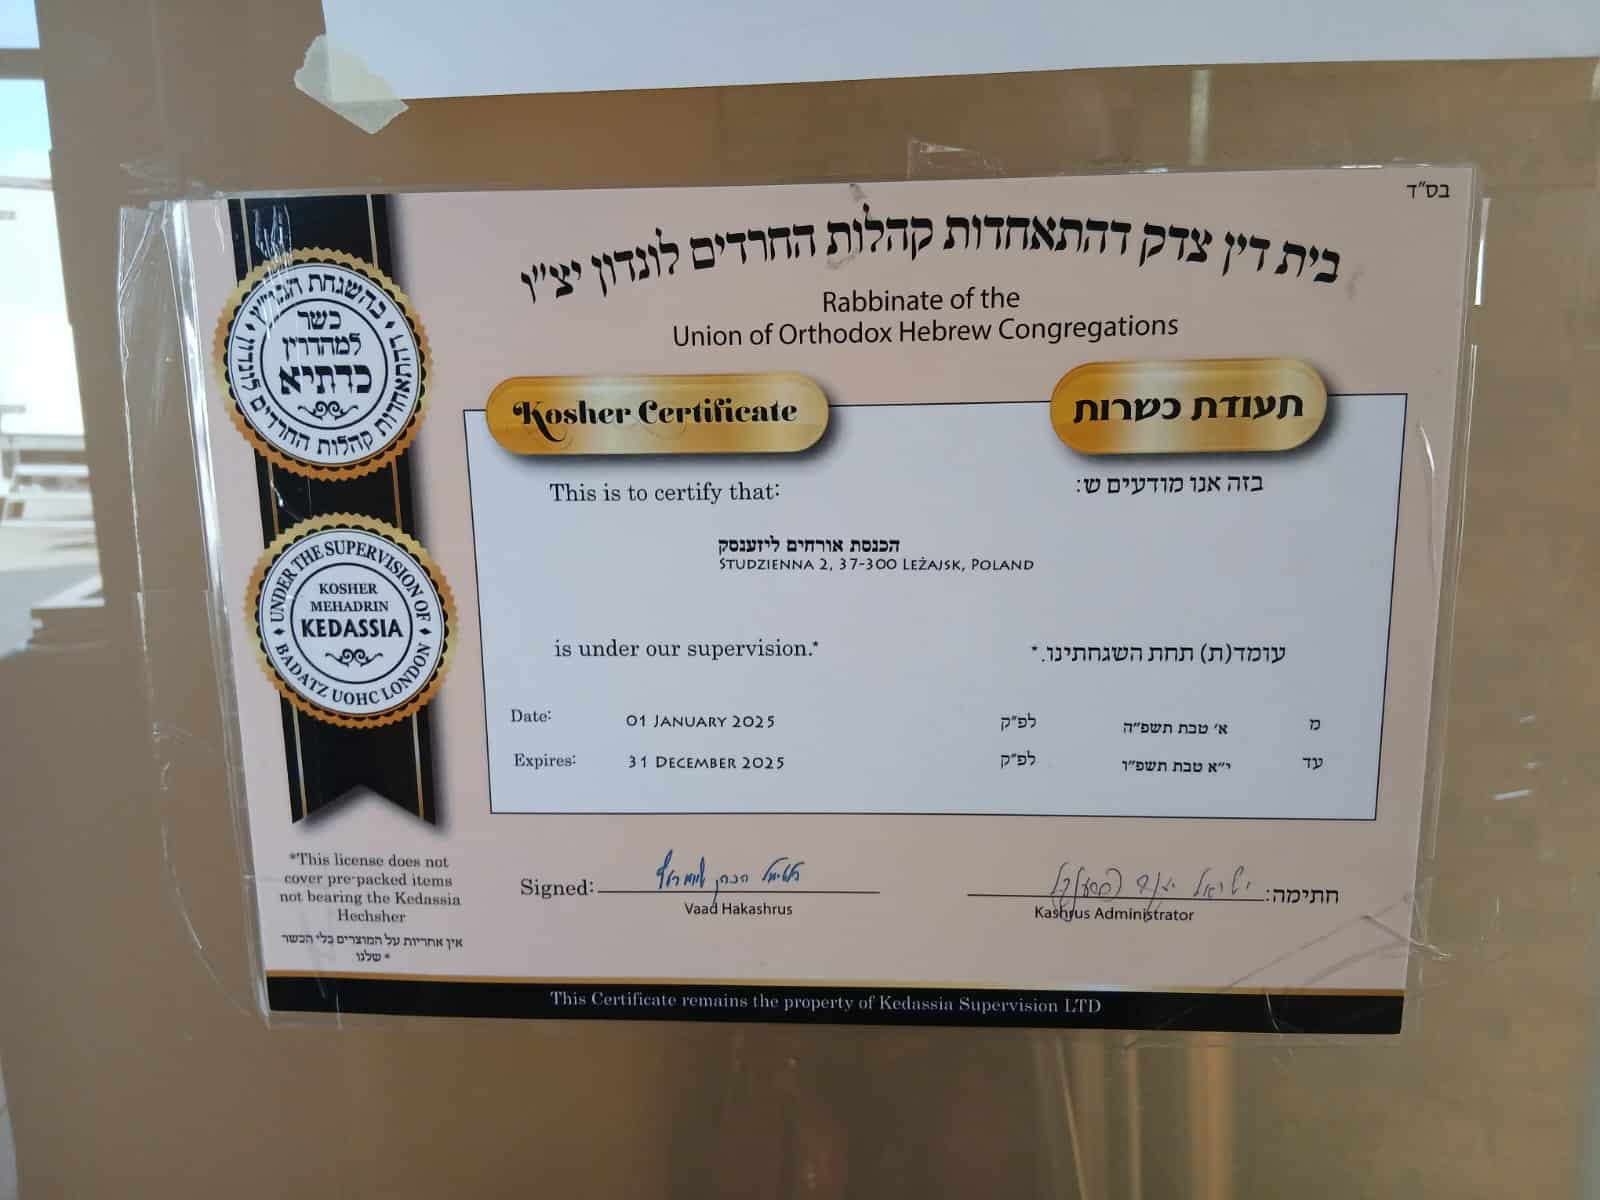 בס״ד
בית דין צדק דהתאחדות קהלות החרדים לונדון יצ״ו
Rabbinate of the
Union of Orthodox Hebrew Congregations
Kosher Certificate
תעודת כשרות
This is to certify that:
בזה אנו מודעים ש:
הכנסת אורחים ליזענסק
Studzienna 2, 37-300 Leżajsk, Poland
is under our supervision.*
עומד(ת) תחת השגחתינו.*
Date: 01 January 2025
מ א׳ טבת תשפ״ה לפ״ק
Expires: 31 December 2025
עד י״א טבת תשפ״ו לפ״ק
Signed:
Vaad Hakashrus
חתימה:
Kashrus Administrator
בהשגחת
דהתאחדות קהלות החרדים לונדון
כשר
למהדרין
כדתיא
UNDER THE SUPERVISION OF
KOSHER
MEHADRIN
KEDASSIA
BADATZ UOHC LONDON
*This license does not
cover pre-packed items
not bearing the Kedassia
Hechsher
אין אחריות על המוצרים בלי הכשר
שלנו *
This Certificate remains the property of Kedassia Supervision LTD